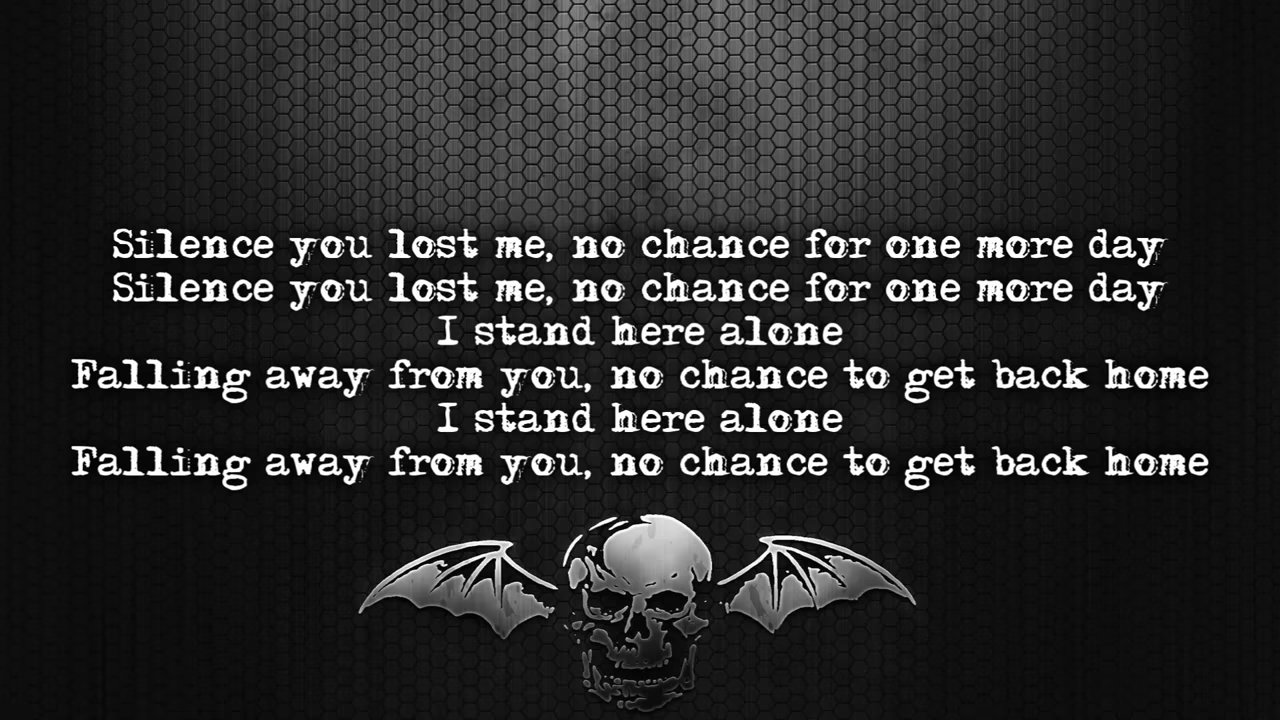 Silence you lost me, no chance for one more day
Silence you lost me, no chance for one more day
I stand here alone
Falling away from you, no chance to get back home
I stand here alone
Falling away from you, no chance to get back home